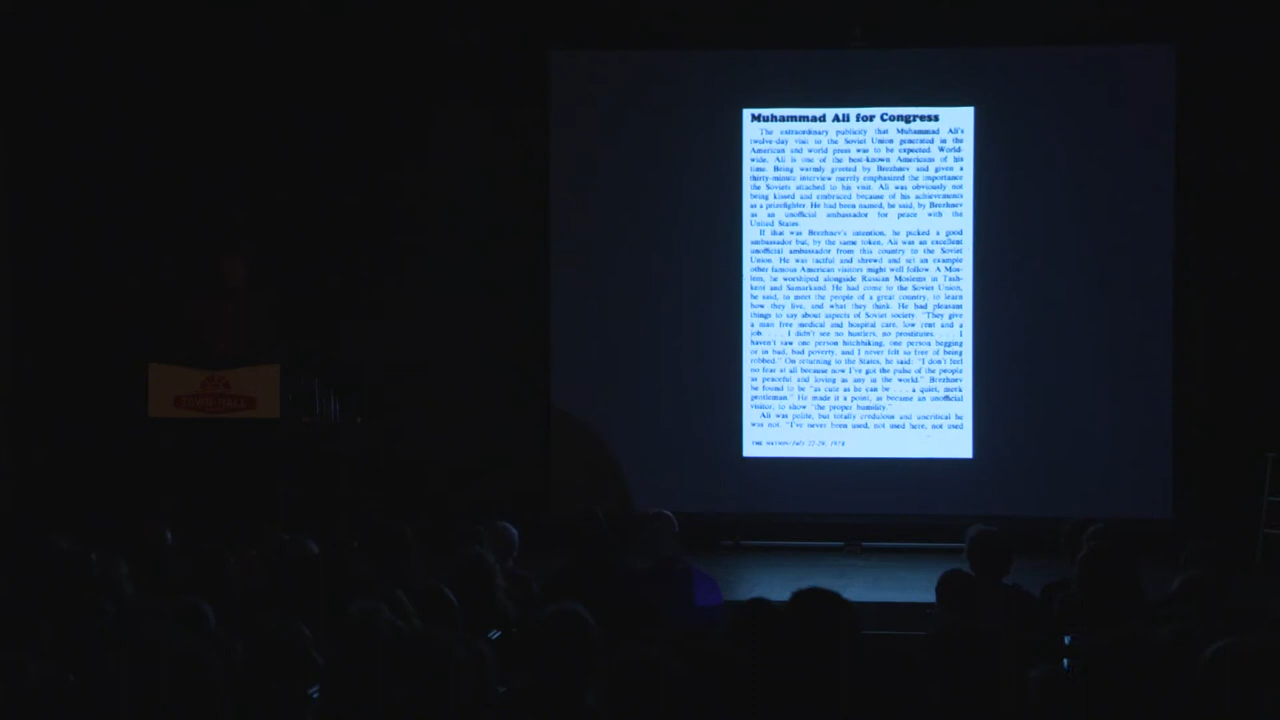 Muhammad Ali for Congress
The extraordinary publicity that Muhammad Ali's
twelve-day visit to the Soviet Union generated in the
American and world press was to be expected. World-
wide, Ali is one of the best-known Americans of his
time. Being warmly greeted by Brezhnev and given a
thirty-minute interview merely emphasized the importance
the Soviets attached to his visit. Ali was obviously not
being kissed and embraced because of his achievements
as a prizefighter. He had been named, he said, by Brezhnev
as an unofficial ambassador for peace with the
United States.
If that was Brezhnev's intention, he picked a good
ambassador but, by the same token, Ali was an excellent
unofficial ambassador from this country to the Soviet
Union. He was tactful and shrewd and set an example
other famous American visitors might well follow. A Mos-
lem, he worshiped alongside Russian Moslems in Tash-
kent and Samarkand. He had come to the Soviet Union,
he said, to meet the people of a great country, to learn
how they live, and what they think. He had pleasant
things to say about aspects of Soviet society. "They give
a man free medical and hospital care, low rent and a
job. . . . I didn't see no hustlers, no prostitutes. . . . I
haven't saw one person hitchhiking, one person begging
or in bad, bad poverty, and I never felt so free of being
robbed." On returning to the States, he said: "I don't feel
no fear at all because now I've got the pulse of the people
as peaceful and loving as any in the world." Brezhnev
he found to be "as cute as he can be . . . a quiet, meek
gentleman." He made it a point, as became an unofficial
visitor, to show "the proper humility."
Ali was polite, but totally credulous and uncritical he
was not. "I've never been used, not used here, not used
THE NATION/July 22-29, 1978
TOWN HALL